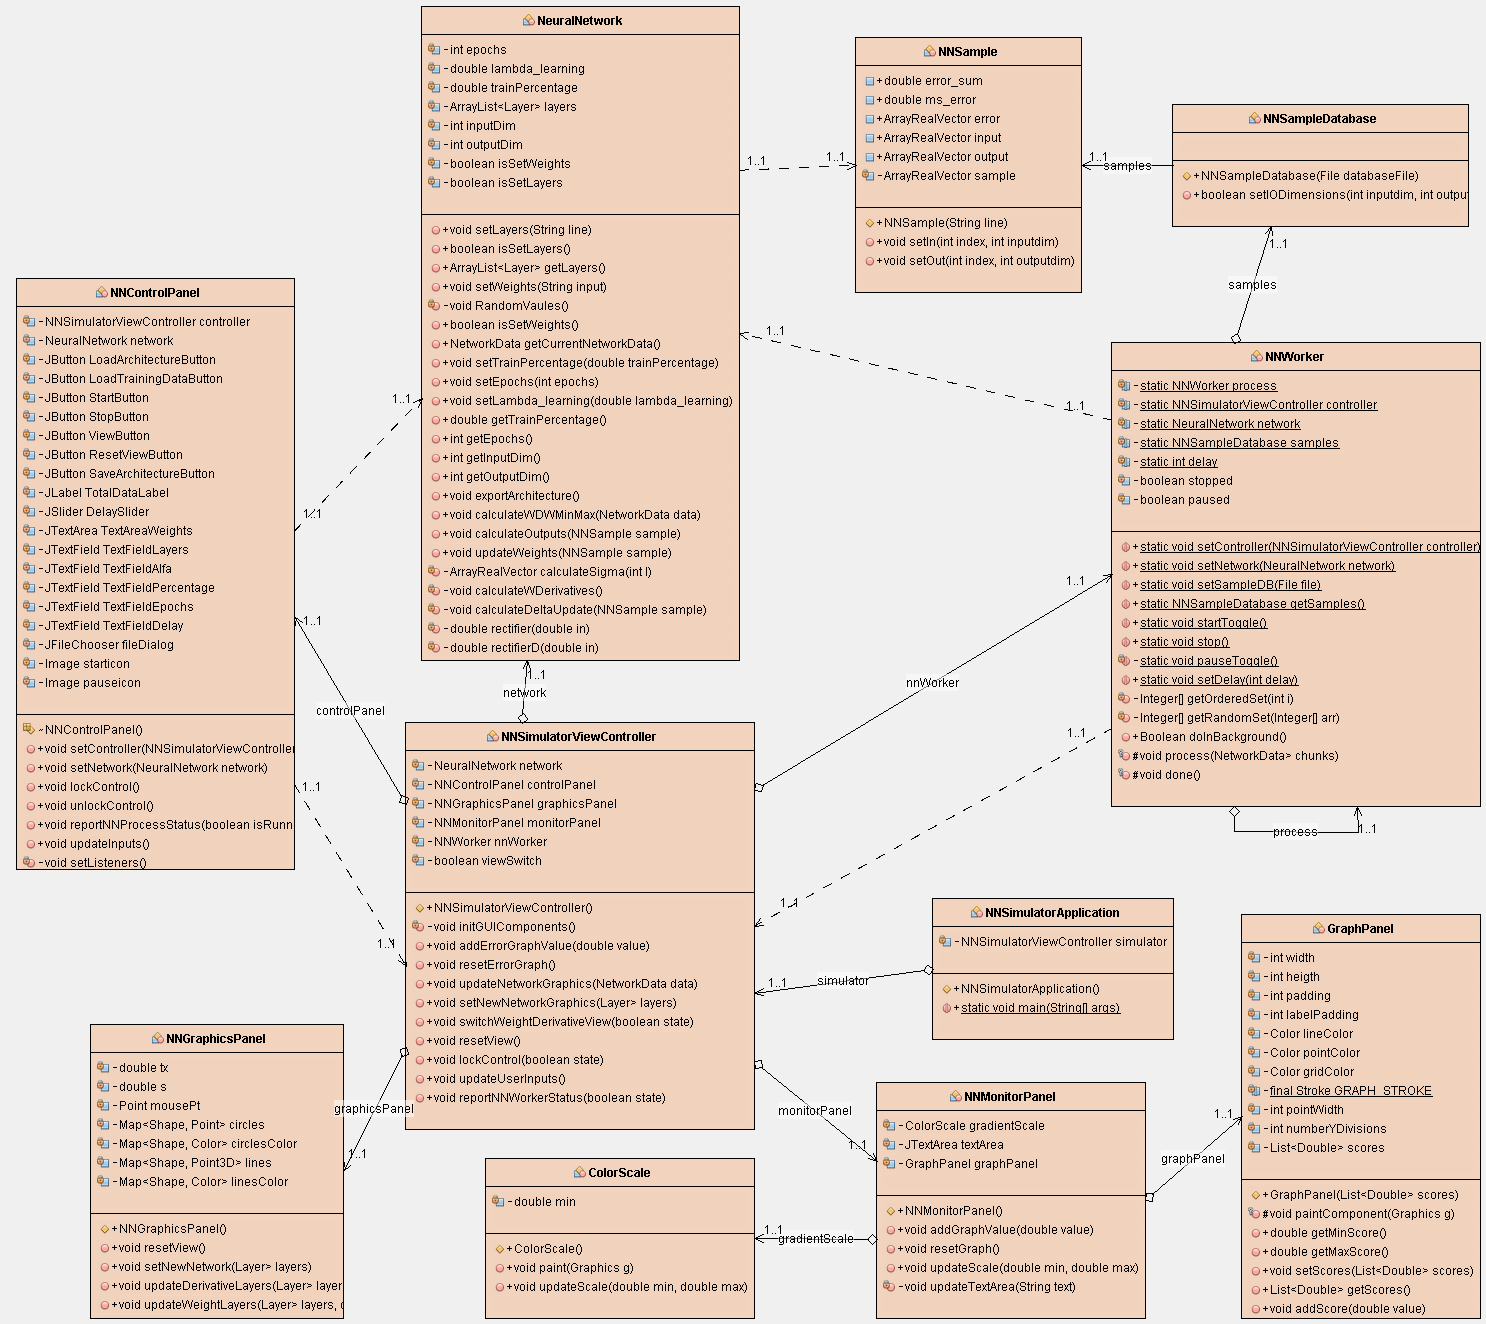 NeuralNetwork
-int epochs
-double lambda_learning
-double trainPercentage
-ArrayList<Layer> layers
-int inputDim
-int outputDim
-boolean isSetWeights
-boolean isSetLayers
+void setLayers(String line)
+boolean isSetLayers()
+ArrayList<Layer> getLayers()
+void setWeights(String input)
-void RandomVaules()
+boolean isSetWeights()
+NetworkData getCurrentNetworkData()
+void setTrainPercentage(double trainPercentage)
+void setEpochs(int epochs)
+void setLambda_learning(double lambda_learning)
+double getTrainPercentage()
+int getEpochs()
+int getInputDim()
+int getOutputDim()
+void exportArchitecture()
+void calculateWDWMinMax(NetworkData data)
+void calculateOutputs(NNSample sample)
+void updateWeights(NNSample sample)
-ArrayRealVector calculateSigma(int l)
-void calculateWDerivatives()
-void calculateDeltaUpdate(NNSample sample)
-double rectifier(double in)
-double rectifierD(double in)
NNSample
+double error_sum
+double ms_error
+ArrayRealVector error
+ArrayRealVector input
+ArrayRealVector output
-ArrayRealVector sample
+NNSample(String line)
+void setIn(int index, int inputdim)
+void setOut(int index, int outputdim)
1..1
1..1
NNSampleDatabase
+NNSampleDatabase(File databaseFile)
+boolean setIODimensions(int inputdim, int outpu
1..1
samples
1..1
samples
NNControlPanel
-NNSimulatorViewController controller
-NeuralNetwork network
-JButton LoadArchitectureButton
-JButton LoadTrainingDataButton
-JButton StartButton
-JButton StopButton
-JButton ViewButton
-JButton ResetViewButton
-JButton SaveArchitectureButton
-JLabel TotalDataLabel
-JSlider DelaySlider
-JTextArea TextAreaWeights
-JTextField TextFieldLayers
-JTextField TextFieldAlfa
-JTextField TextFieldPercentage
-JTextField TextFieldEpochs
-JTextField TextFieldDelay
-JFileChooser fileDialog
-Image starticon
-Image pauseicon
~NNControlPanel()
+void setController(NNSimulatorViewController
+void setNetwork(NeuralNetwork network)
+void lockControl()
+void unlockControl()
+void reportNNProcessStatus(boolean isRunn
+void updateInputs()
-void setListeners()
1..1
1..1
1..1
controlPanel
1..1
1..1
NNWorker
-static NNWorker process
-static NNSimulatorViewController controller
-static NeuralNetwork network
-static NNSampleDatabase samples
-static int delay
-boolean stopped
-boolean paused
+static void setController(NNSimulatorViewController controller)
+static void setNetwork(NeuralNetwork network)
+static void setSampleDB(File file)
+static NNSampleDatabase getSamples()
+static void startToggle()
+static void stop()
-static void pauseToggle()
+static void setDelay(int delay)
-Integer[] getOrderedSet(int i)
-Integer[] getRandomSet(Integer[] arr)
+Boolean doInBackground()
#void process(NetworkData> chunks)
#void done()
1..1
1..1
1..1
nnWorker
1..1
1..1
process
1..1
1..1
network
NNSimulatorViewController
-NeuralNetwork network
-NNControlPanel controlPanel
-NNGraphicsPanel graphicsPanel
-NNMonitorPanel monitorPanel
-NNWorker nnWorker
-boolean viewSwitch
+NNSimulatorViewController()
-void initGUIComponents()
+void addErrorGraphValue(double value)
+void resetErrorGraph()
+void updateNetworkGraphics(NetworkData data)
+void setNewNetworkGraphics(Layer> layers)
+void switchWeightDerivativeView(boolean state)
+void resetView()
+void lockControl(boolean state)
+void updateUserInputs()
+void reportNNWorkerStatus(boolean state)
NNSimulatorApplication
-NNSimulatorViewController simulator
+NNSimulatorApplication()
+static void main(String[] args)
1..1
simulator
GraphPanel
-int width
-int heigth
-int padding
-int labelPadding
-Color lineColor
-Color pointColor
-Color gridColor
-final Stroke GRAPH_STROKE
-int pointWidth
-int numberYDivisions
-List<Double> scores
+GraphPanel(List<Double> scores)
#void paintComponent(Graphics g)
+double getMinScore()
+double getMaxScore()
+void setScores(List<Double> scores)
+List<Double> getScores()
+void addScore(double value)
NNGraphicsPanel
-double tx
-double s
-Point mousePt
-Map<Shape, Point> circles
-Map<Shape, Color> circlesColor
-Map<Shape, Point3D> lines
-Map<Shape, Color> linesColor
+NNGraphicsPanel()
+void resetView()
+void setNewNetwork(Layer> layers)
+void updateDerivativeLayers(Layer> layer
+void updateWeightLayers(Layer> layers,
graphicsPanel
1..1
monitorPanel
1..1
NNMonitorPanel
-ColorScale gradientScale
-JTextArea textArea
-GraphPanel graphPanel
+NNMonitorPanel()
+void addGraphValue(double value)
+void resetGraph()
+void updateScale(double min, double max)
-void updateTextArea(String text)
1..1
graphPanel
ColorScale
-double min
+ColorScale()
+void paint(Graphics g)
+void updateScale(double min, double max)
1..1
gradientScale